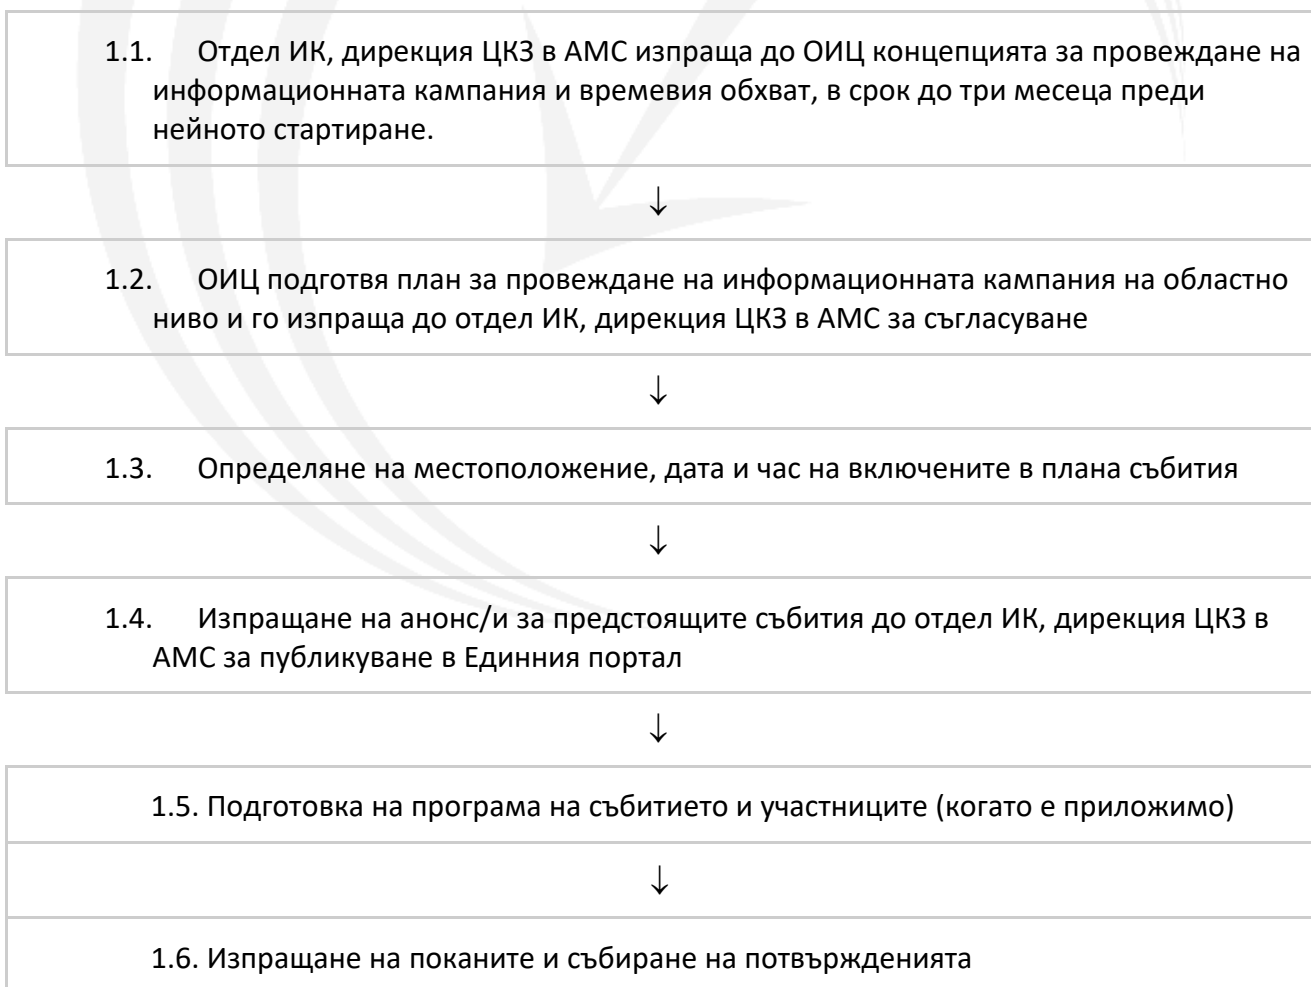 1.1. Отдел ИК, дирекция ЦКЗ в АМС изпраща до ОИЦ концепцията за провеждане на
информационната кампания и времевия обхват, в срок до три месеца преди
нейното стартиране.
↓
1.2. ОИЦ подготвя план за провеждане на информационната кампания на областно
ниво и го изпраща до отдел ИК, дирекция ЦКЗ в АМС за съгласуване
↓
1.3. Определяне на местоположение, дата и час на включените в плана събития
↓
1.4. Изпращане на анонс/и за предстоящите събития до отдел ИК, дирекция ЦКЗ в
АМС за публикуване в Единния портал
↓
1.5. Подготовка на програма на събитието и участниците (когато е приложимо)
↓
1.6. Изпращане на поканите и събиране на потвържденията